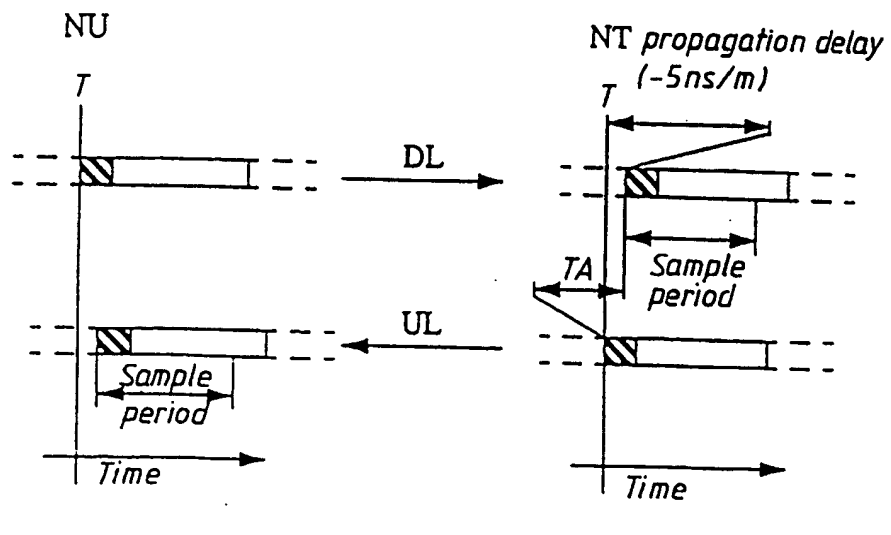 NU
NT propagation delay
(-5ns/m)
T
T
DL
TA
Sample
period
UL
Sample
period
Time
Time